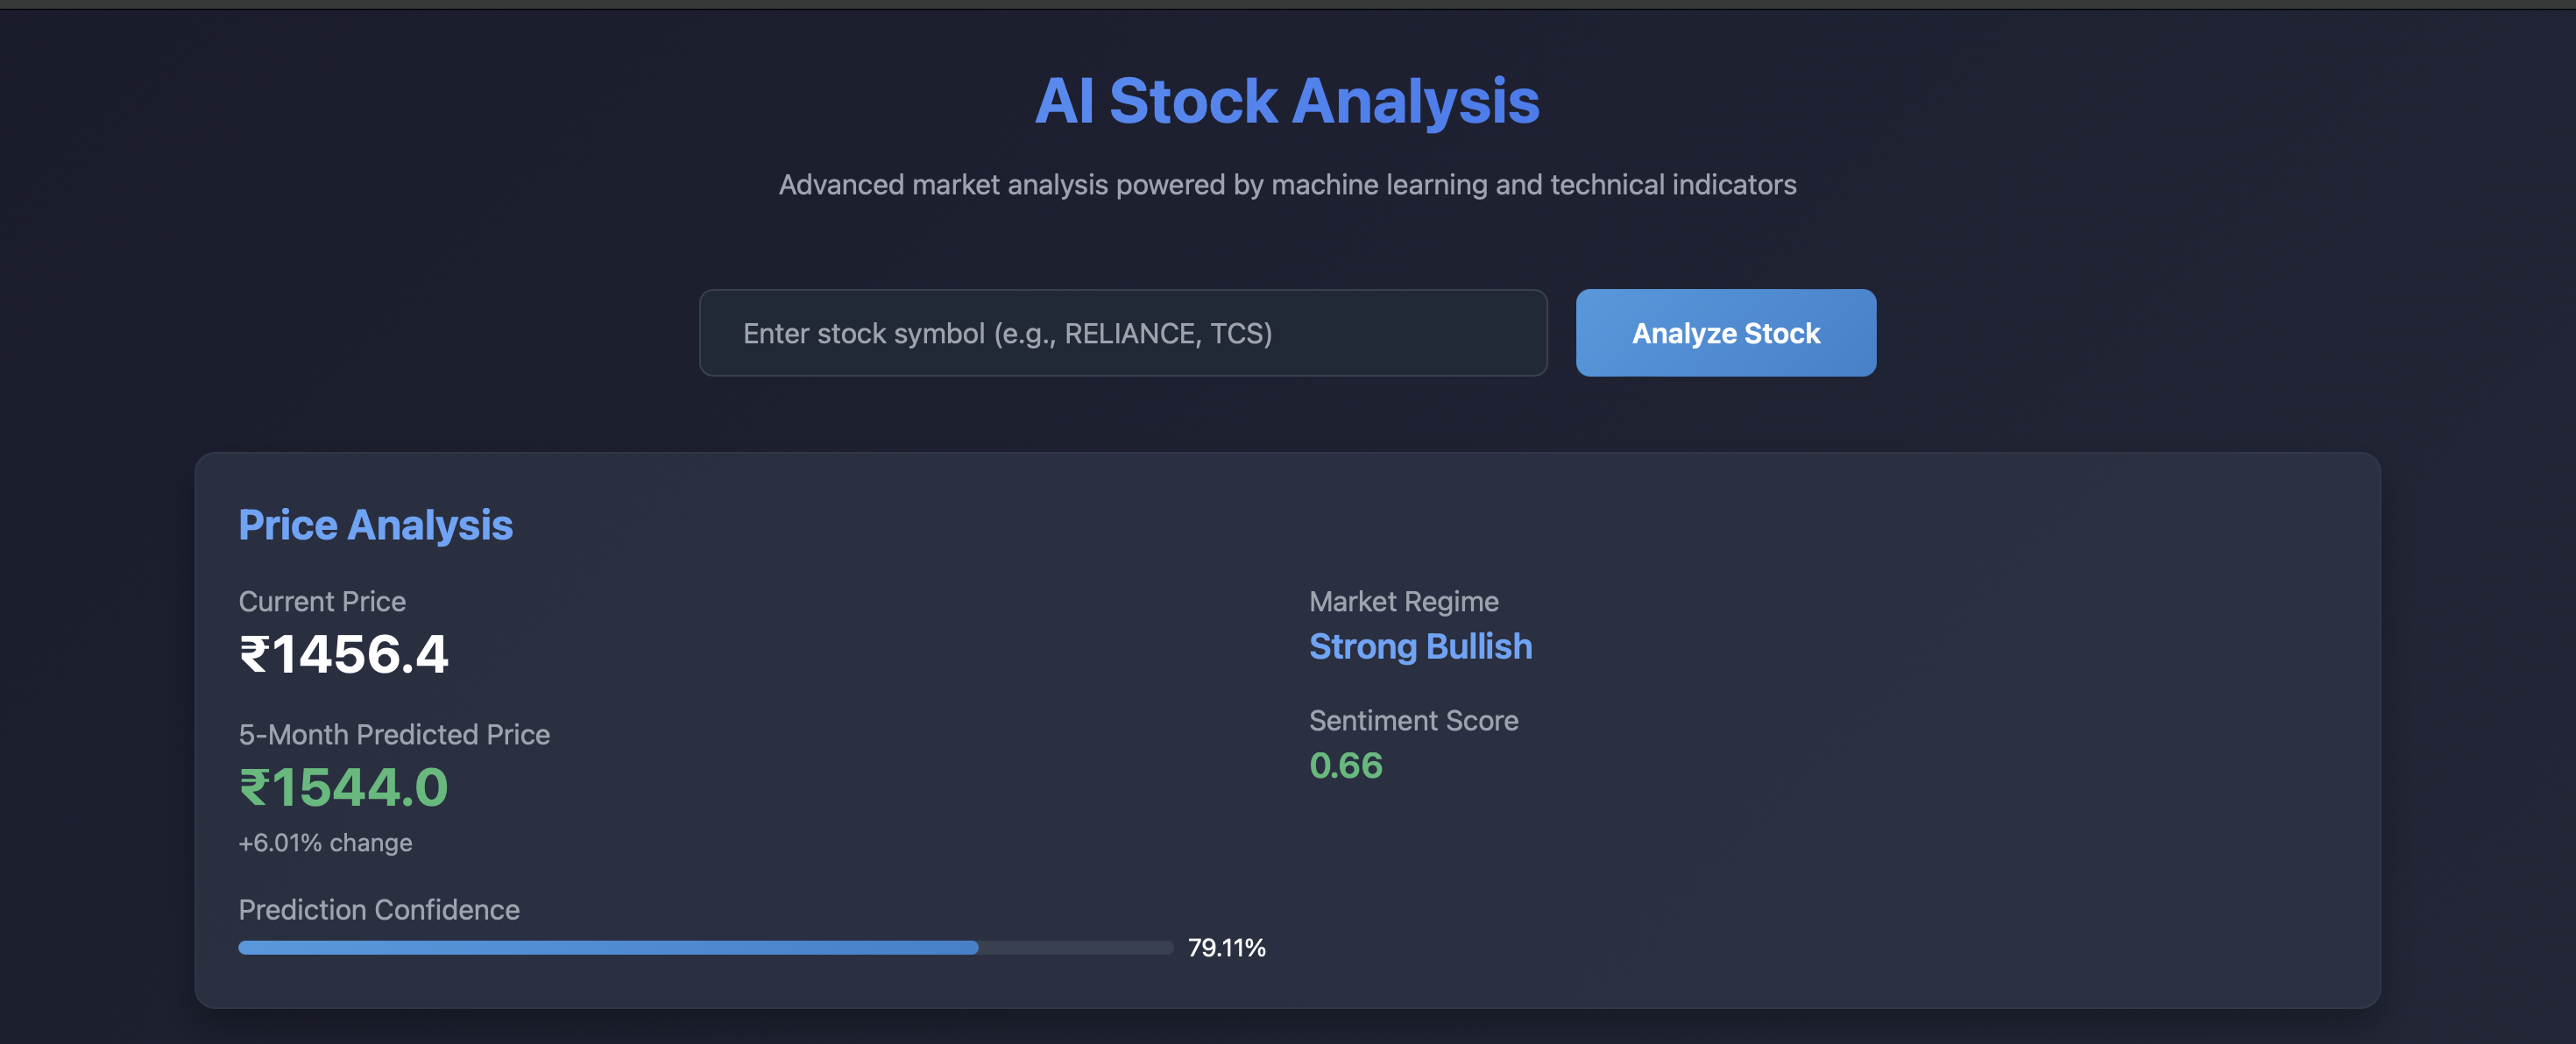 AI Stock Analysis
Advanced market analysis powered by machine learning and technical indicators
Enter stock symbol (e.g., RELIANCE, TCS)
Analyze Stock
Price Analysis
Current Price
₹1456.4
5-Month Predicted Price
₹1544.0
+6.01% change
Prediction Confidence
79.11%
Market Regime
Strong Bullish
Sentiment Score
0.66